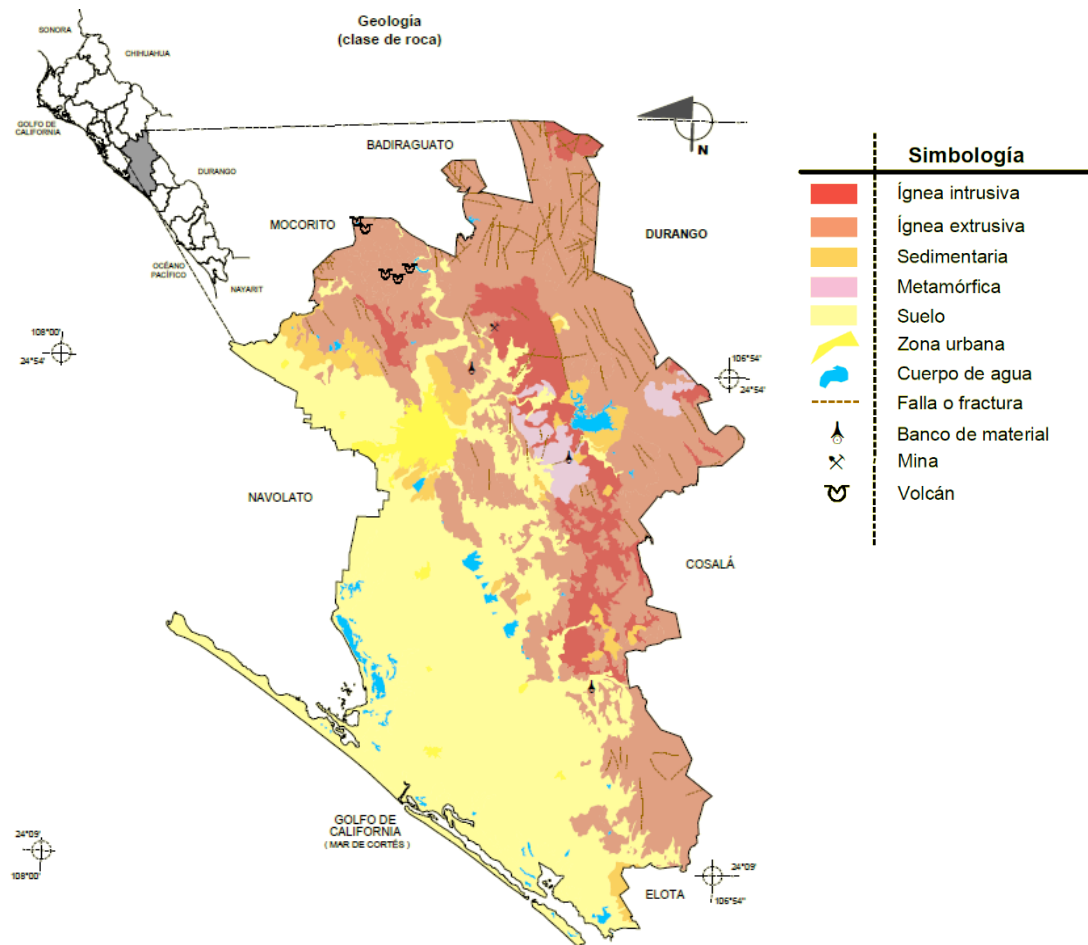 Geología
(clase de roca)
SONORA
CHIHUAHUA
GOLFO DE
CALIFORNIA
DURANGO
OCÉANO
PACÍFICO
NAYARIT
BADIRAGUATO
MOCORITO
DURANGO
N
108°00'
24°54'
106°54'
24°54'
NAVOLATO
COSALÁ
GOLFO DE
CALIFORNIA
( MAR DE CORTÉS )
24°09'
108°00'
24°09'
106°54'
ELOTA
Simbología
Ígnea intrusiva
Ígnea extrusiva
Sedimentaria
Metamórfica
Suelo
Zona urbana
Cuerpo de agua
Falla o fractura
Banco de material
Mina
Volcán